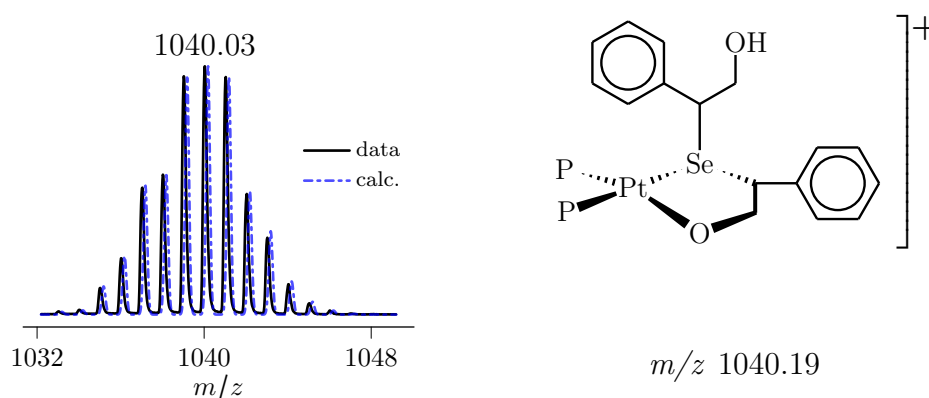 1040.03
data
calc.
1032 1040 1048
m/z
OH
Se
P
Pt
P
O
+
m/z 1040.19